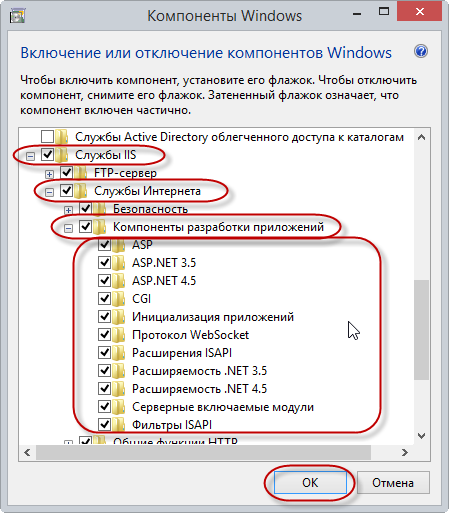 Компоненты Windows
Включение или отключение компонентов Windows
Чтобы включить компонент, установите его флажок. Чтобы отключить
компонент, снимите его флажок. Затененный флажок означает, что
компонент включен частично.
Службы Active Directory облегченного доступа к каталогам
Службы IIS
FTP-сервер
Службы Интернета
Безопасность
Компоненты разработки приложений
ASP
ASP.NET 3.5
ASP.NET 4.5
CGI
Инициализация приложений
Протокол WebSocket
Расширения ISAPI
Расширяемость .NET 3.5
Расширяемость .NET 4.5
Серверные включаемые модули
Фильтры ISAPI
Общие функции HTTP
OK
Отмена